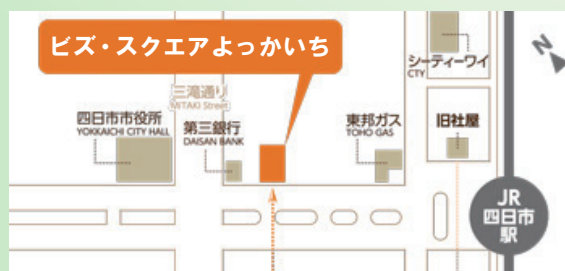 ビズ・スクエアよっかいち
シーティーワイ
CTY
N
三滝通り
MITAKI Street
四日市市役所
YOKKAICHI CITY HALL
第三銀行
DAISAN BANK
東邦ガス
TOHO GAS
旧社屋
JR
四日市
駅